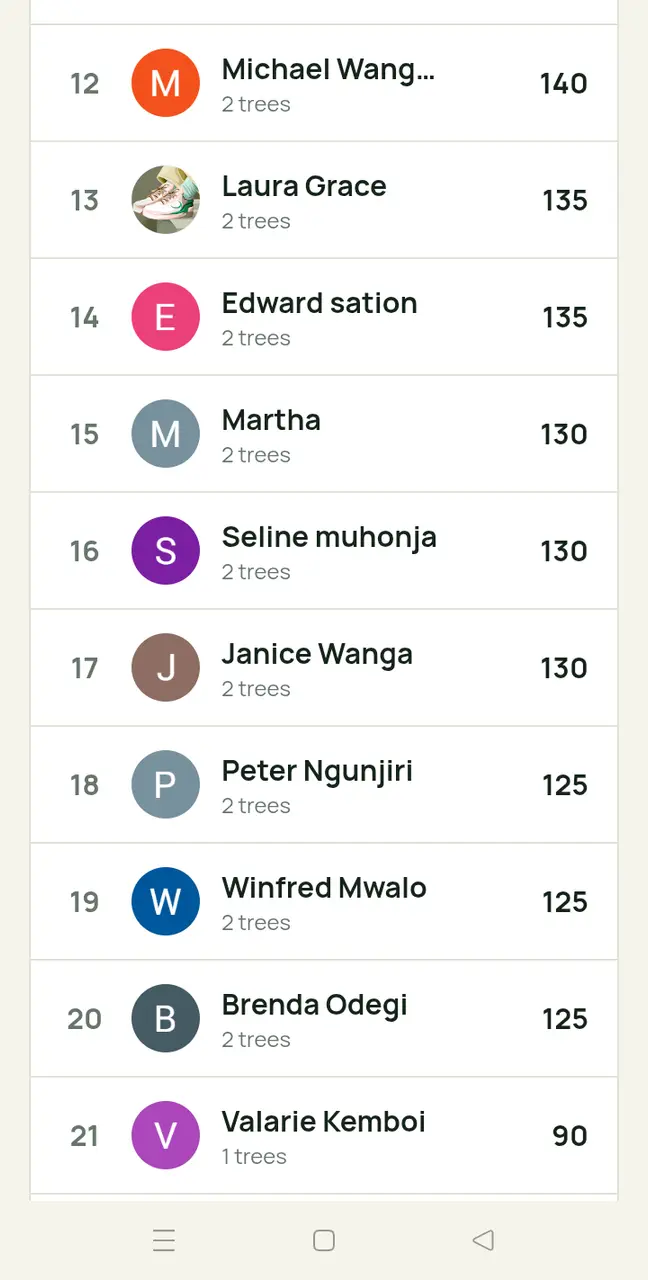 12
M
Michael Wang...
2 trees
140
13
Laura Grace
2 trees
135
14
E
Edward sation
2 trees
135
15
M
Martha
2 trees
130
16
S
Seline muhonja
2 trees
130
17
J
Janice Wanga
2 trees
130
18
P
Peter Ngunjiri
2 trees
125
19
W
Winfred Mwalo
2 trees
125
20
B
Brenda Odegi
2 trees
125
21
V
Valarie Kemboi
1 trees
90